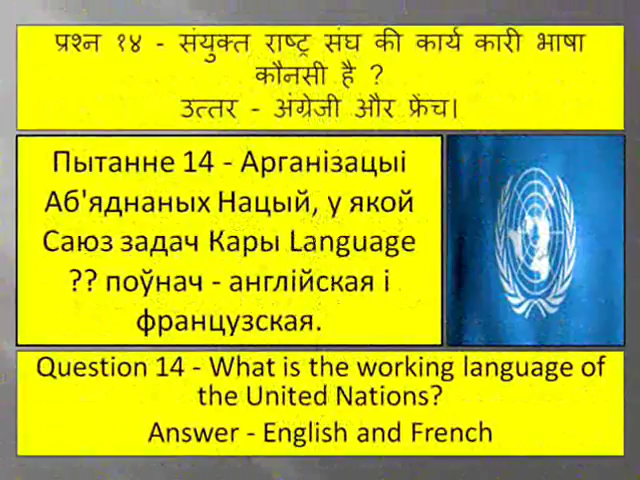 प्रश्न १४ - संयुक्त राष्ट्र संघ की कार्य कारी भाषा
कौनसी है ?
उत्तर - अंग्रेजी और फ्रेंच।
Пытанне 14 - Арганізацыі
Аб'яднаных Нацый, у якой
Саюз задач Кары Language
?? поўнач - англійская і
французская.
Question 14 - What is the working language of
the United Nations?
Answer - English and French